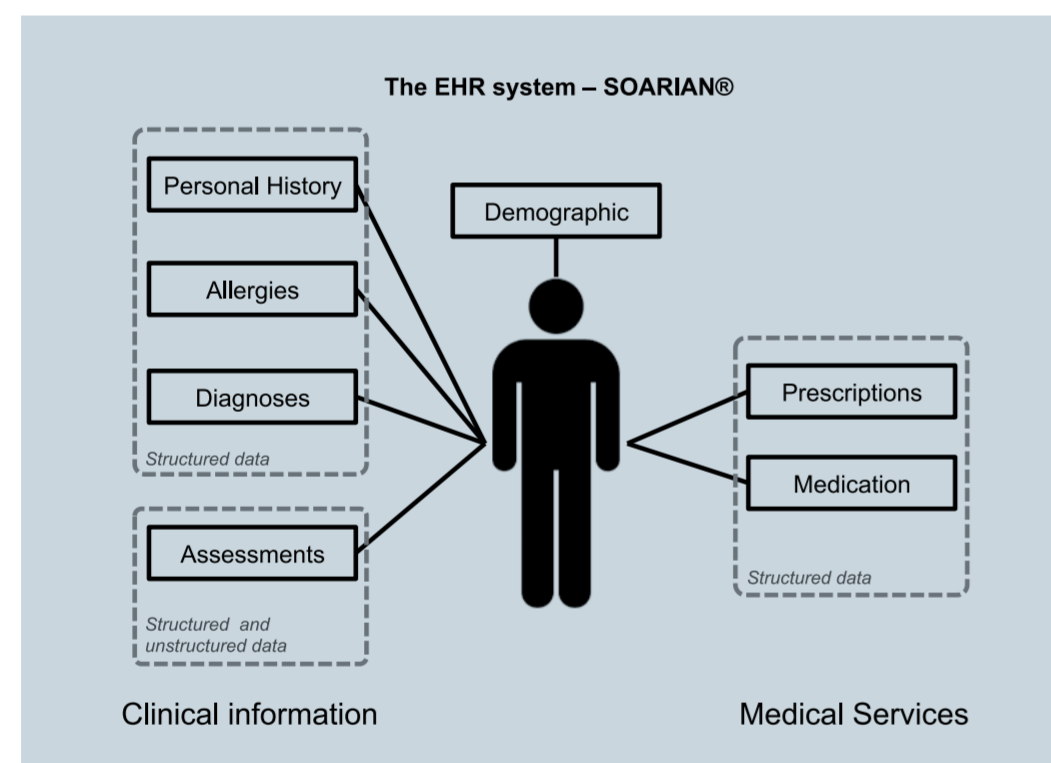 The EHR system – SOARIAN®
Personal History
Allergies
Diagnoses
Structured data
Assessments
Structured and
unstructured data
Clinical information
Demographic
Prescriptions
Medication
Structured data
Medical Services